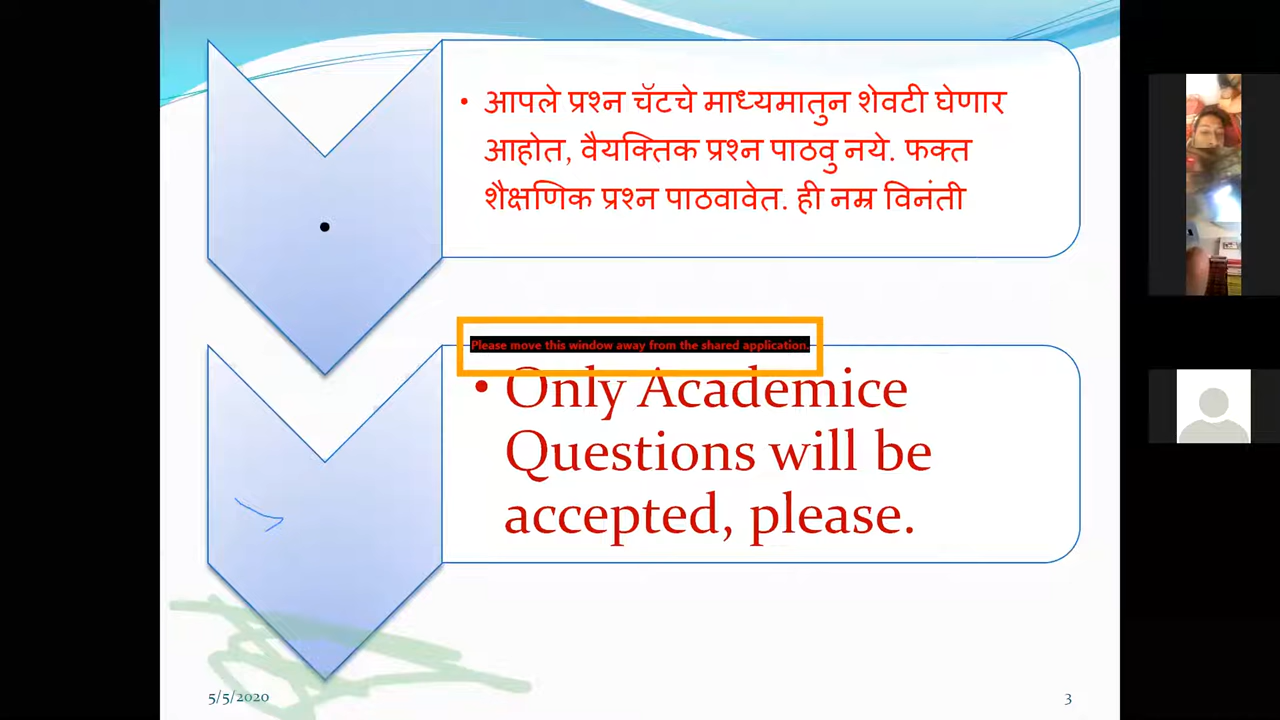 • आपले प्रश्न चॅटचे माध्यमातुन शेवटी घेणार
आहोत, वैयक्तिक प्रश्न पाठवु नये. फक्त
शैक्षणिक प्रश्न पाठवावेत. ही नम्र विनंती
Please move this window away from the shared application.
• Only Academice
Questions will be
accepted, please.
5/5/2020
3